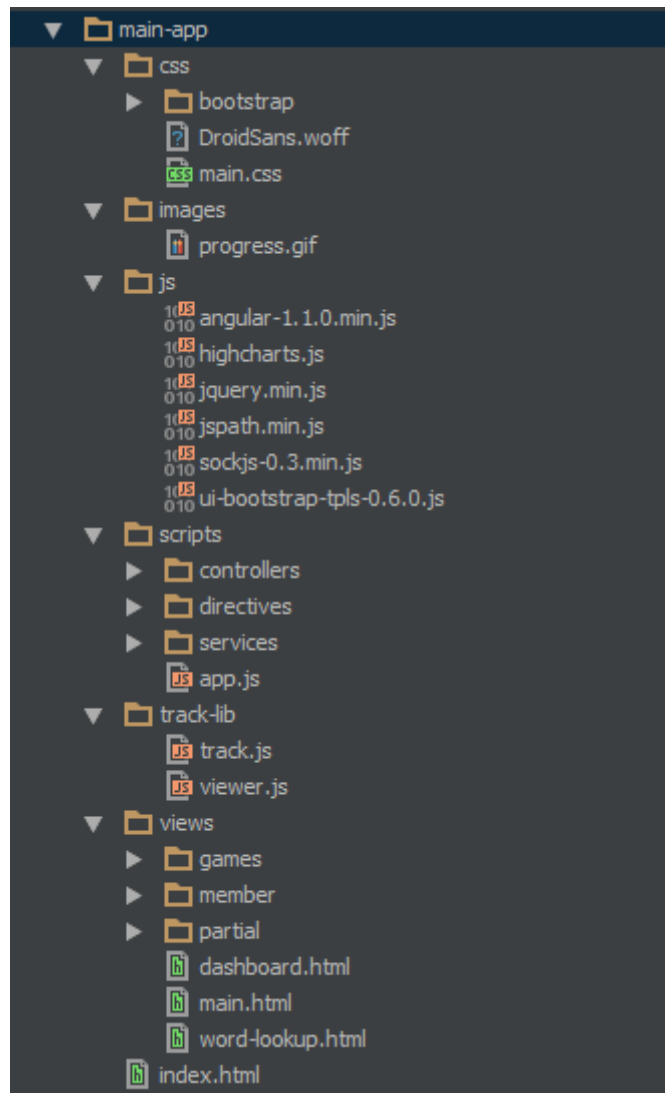 main-app
css
bootstrap
DroidSans.woff
main.css
images
progress.gif
js
angular-1.1.0.min.js
highcharts.js
jquery.min.js
jspath.min.js
sockjs-0.3.min.js
ui-bootstrap-tpls-0.6.0.js
scripts
controllers
directives
services
app.js
track-lib
track.js
viewer.js
views
games
member
partial
dashboard.html
main.html
word-lookup.html
index.html